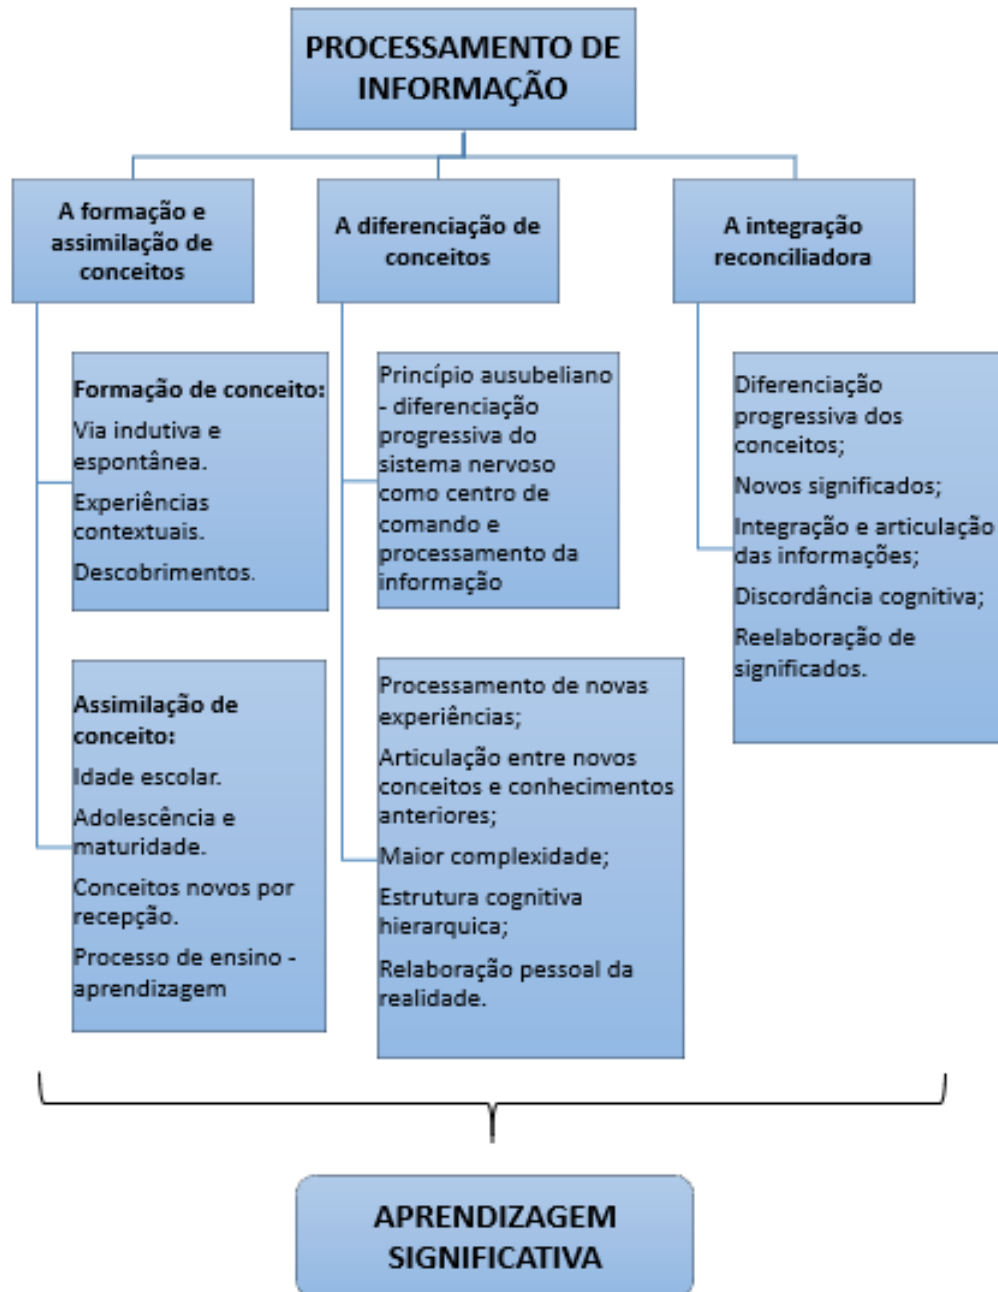 PROCESSAMENTO DE
INFORMAÇÃO
A formação e
assimilação de
conceitos
A diferenciação de
conceitos
A integração
reconciliadora
Formação de conceito:
Via indutiva e
espontânea.
Experiências
contextuais.
Descobrimentos.
Assimilação de
conceito:
Idade escolar.
Adolescência e
maturidade.
Conceitos novos por
recepção.
Processo de ensino -
aprendizagem
Princípio ausubeliano
- diferenciação
progressiva do
sistema nervoso
como centro de
comando e
processamento da
informação
Processamento de novas
experiências;
Articulação entre novos
conceitos e conhecimentos
anteriores;
Maior complexidade;
Estrutura cognitiva
hierarquica;
Relaboração pessoal da
realidade.
Diferenciação
progressiva dos
conceitos;
Novos significados;
Integração e articulação
das informações;
Discordância cognitiva;
Reelaboração de
significados.
APRENDIZAGEM
SIGNIFICATIVA